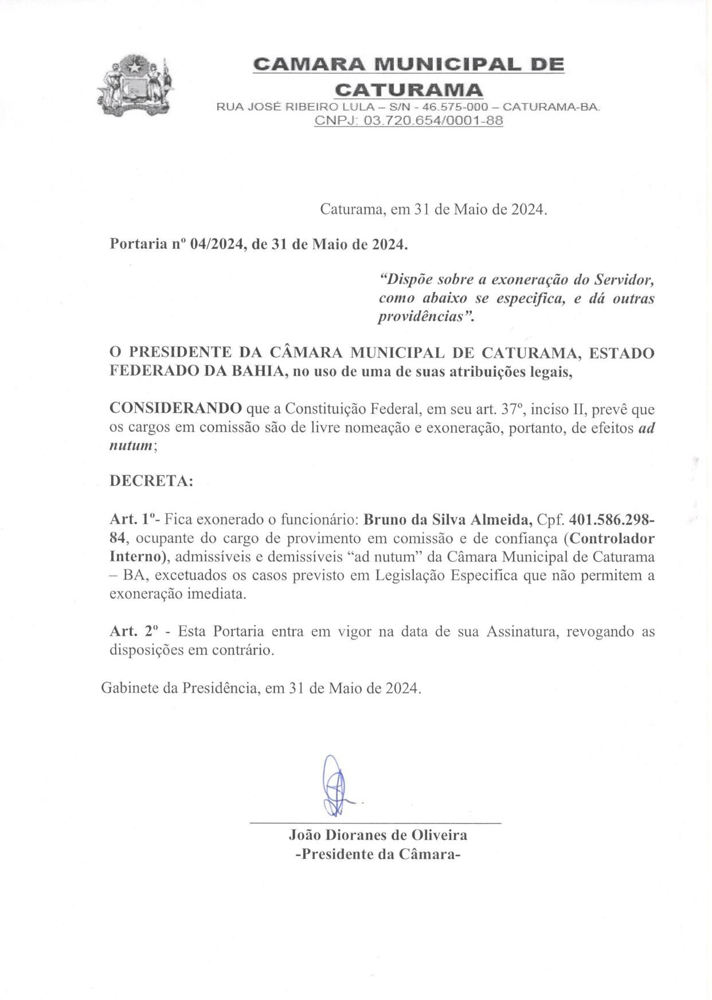 CAMARA MUNICIPAL DE
CATURAMA
RUA JOSÉ RIBEIRO LULA – S/N - 46.575-000 – CATURAMA-BA.
CNPJ: 03.720.654/0001-88
Caturama, em 31 de Maio de 2024.
Portaria nº 04/2024, de 31 de Maio de 2024.
“Dispõe sobre a exoneração do Servidor,
como abaixo se especifica, e dá outras
providências”.
O PRESIDENTE DA CÂMARA MUNICIPAL DE CATURAMA, ESTADO
FEDERADO DA BAHIA, no uso de uma de suas atribuições legais,
CONSIDERANDO que a Constituição Federal, em seu art. 37º, inciso II, prevê que
os cargos em comissão são de livre nomeação e exoneração, portanto, de efeitos ad
nutum;
DECRETA:
Art. 1º- Fica exonerado o funcionário: Bruno da Silva Almeida, Cpf. 401.586.298-
84, ocupante do cargo de provimento em comissão e de confiança (Controlador
Interno), admissíveis e demissíveis “ad nutum” da Câmara Municipal de Caturama
– BA, excetuados os casos previsto em Legislação Especifica que não permitem a
exoneração imediata.
Art. 2º - Esta Portaria entra em vigor na data de sua Assinatura, revogando as
disposições em contrário.
Gabinete da Presidência, em 31 de Maio de 2024.
João Dioranes de Oliveira
-Presidente da Câmara-